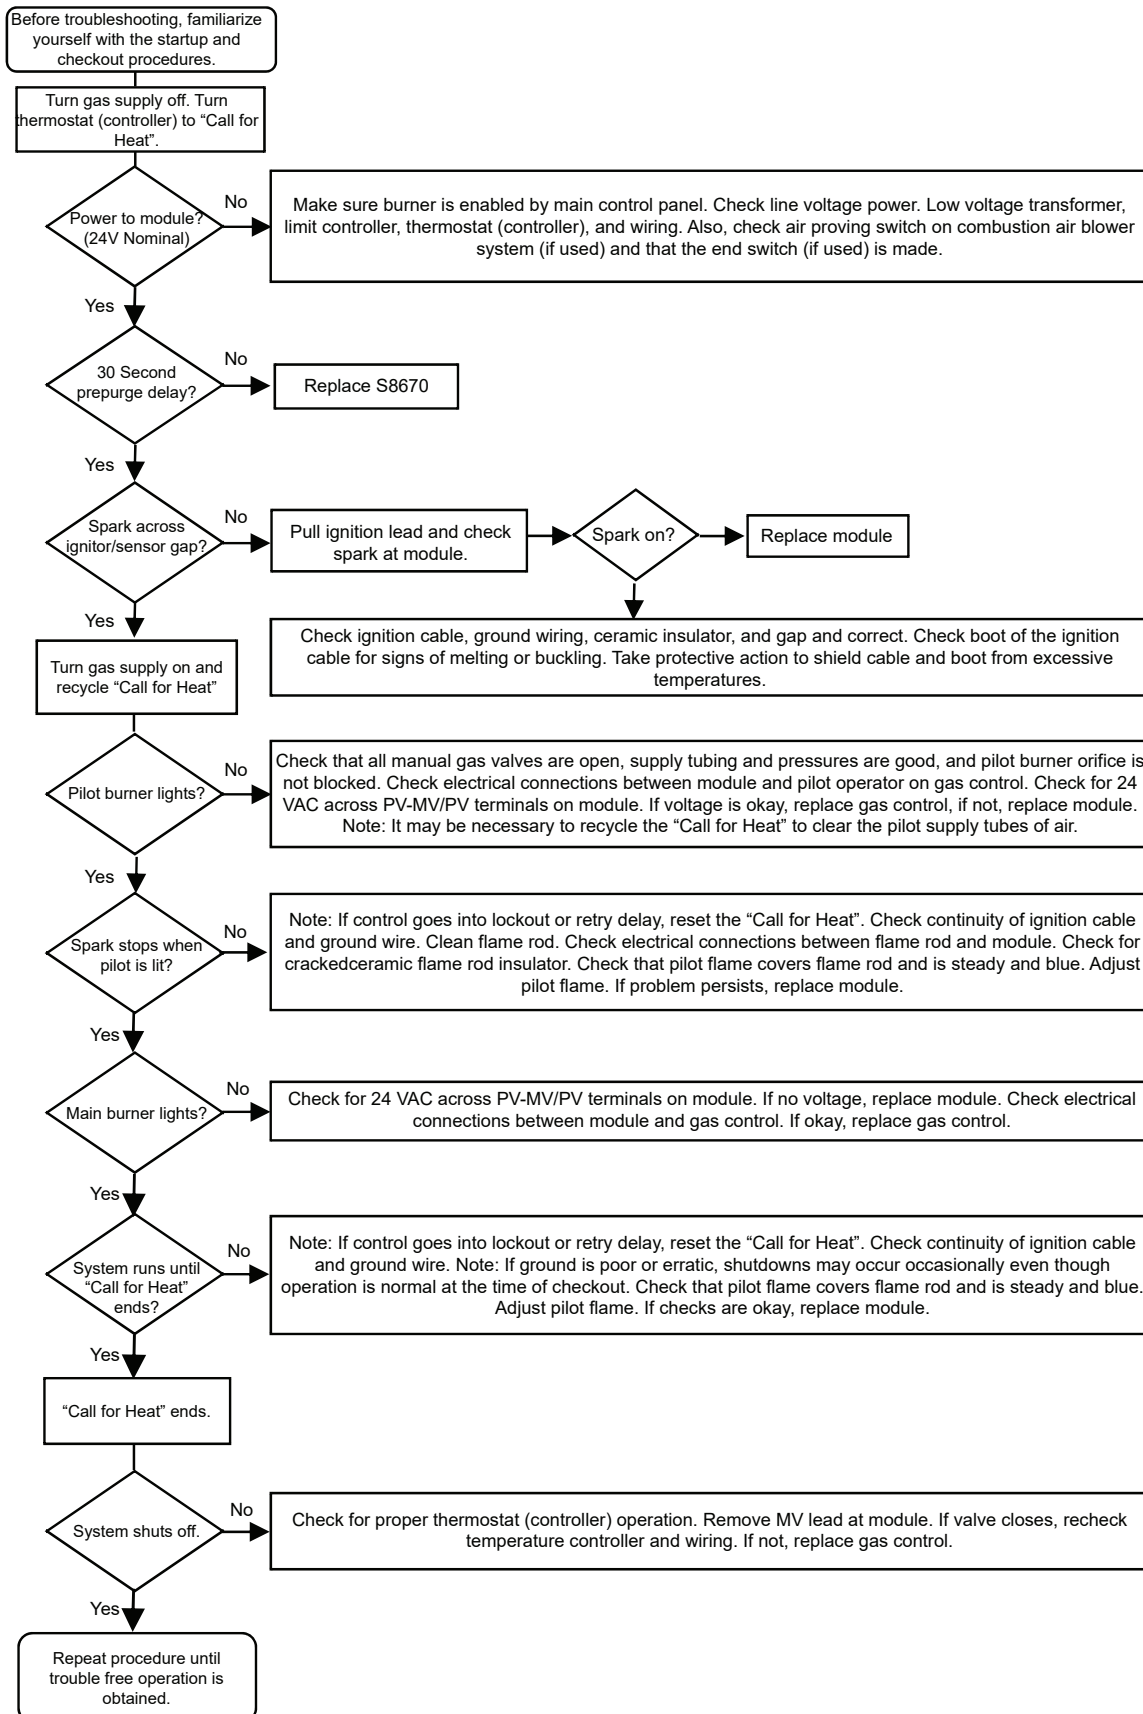 Before troubleshooting, familiarize
yourself with the startup and
checkout procedures.
Turn gas supply off. Turn
thermostat (controller) to “Call for
Heat”.
Power to module?
(24V Nominal)
No
Make sure burner is enabled by main control panel. Check line voltage power. Low voltage transformer,
limit controller, thermostat (controller), and wiring. Also, check air proving switch on combustion air blower
system (if used) and that the end switch (if used) is made.
Yes
30 Second
prepurge delay?
No
Replace S8670
Yes
Spark across
ignitor/sensor gap?
No
Pull ignition lead and check
spark at module.
Spark on?
Replace module
Check ignition cable, ground wiring, ceramic insulator, and gap and correct. Check boot of the ignition
cable for signs of melting or buckling. Take protective action to shield cable and boot from excessive
temperatures.
Yes
Turn gas supply on and
recycle “Call for Heat”
Pilot burner lights?
No
Check that all manual gas valves are open, supply tubing and pressures are good, and pilot burner orifice is
not blocked. Check electrical connections between module and pilot operator on gas control. Check for 24
VAC across PV-MV/PV terminals on module. If voltage is okay, replace gas control, if not, replace module.
Note: It may be necessary to recycle the “Call for Heat” to clear the pilot supply tubes of air.
Yes
Spark stops when
pilot is lit?
No
Note: If control goes into lockout or retry delay, reset the “Call for Heat”. Check continuity of ignition cable
and ground wire. Clean flame rod. Check electrical connections between flame rod and module. Check for
crackedceramic flame rod insulator. Check that pilot flame covers flame rod and is steady and blue. Adjust
pilot flame. If problem persists, replace module.
Yes
Main burner lights?
No
Check for 24 VAC across PV-MV/PV terminals on module. If no voltage, replace module. Check electrical
connections between module and gas control. If okay, replace gas control.
Yes
System runs until
“Call for Heat”
ends?
No
Note: If control goes into lockout or retry delay, reset the “Call for Heat”. Check continuity of ignition cable
and ground wire. Note: If ground is poor or erratic, shutdowns may occur occasionally even though
operation is normal at the time of checkout. Check that pilot flame covers flame rod and is steady and blue.
Adjust pilot flame. If checks are okay, replace module.
Yes
“Call for Heat” ends.
System shuts off.
No
Check for proper thermostat (controller) operation. Remove MV lead at module. If valve closes, recheck
temperature controller and wiring. If not, replace gas control.
Yes
Repeat procedure until
trouble free operation is
obtained.